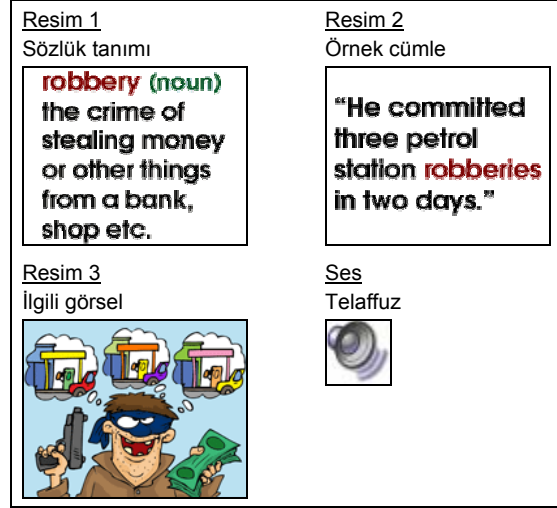 Resim 1
Sözlük tanımı
robbery (noun)
the crime of
stealing money
or other things
from a bank,
shop etc.
Resim 2
Örnek cümle
“He committed
three petrol
station robberies
in two days.”
Resim 3
İlgili görsel
Ses
Telaffuz